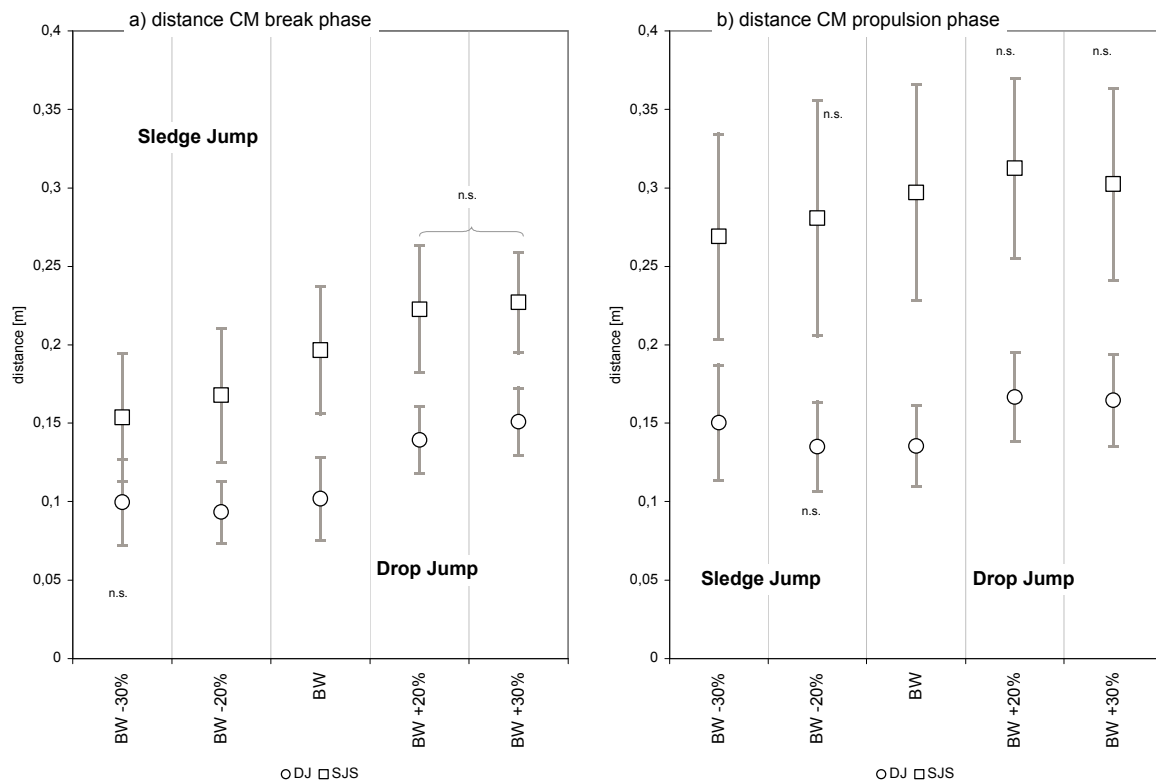 a) distance CM break phase
0,4
0,35
0,3
0,25
0,2
0,15
0,1
0,05
0
distance [m]
Sledge Jump
n.s.
Drop Jump
n.s.
BW -30%
BW -20%
BW
BW +20%
BW +30%
b) distance CM propulsion phase
0,4
0,35
0,3
0,25
0,2
0,15
0,1
0,05
0
distance [m]
n.s.
n.s.
n.s.
n.s.
Sledge Jump
Drop Jump
BW -30%
BW -20%
BW
BW +20%
BW +30%
DJ SJS
DJ SJS